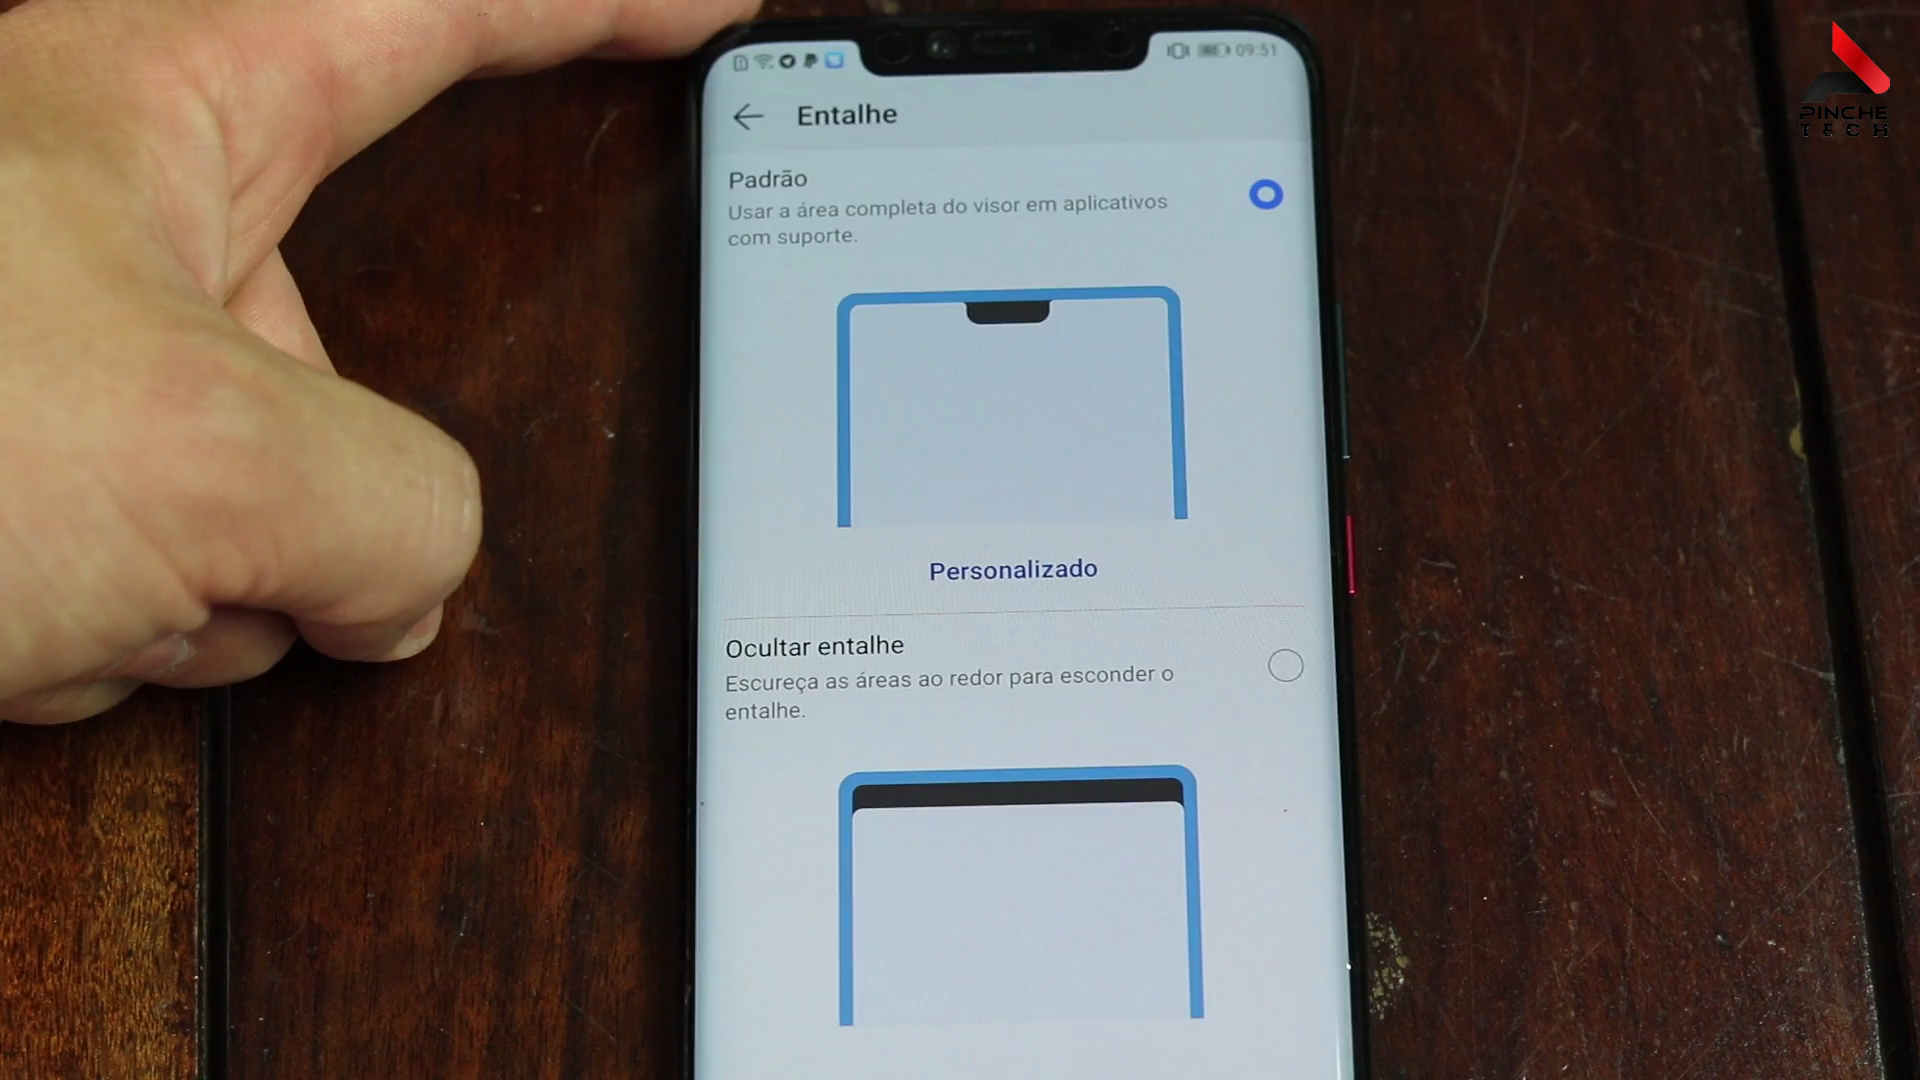 09:51
PINCHE
TECH
Entalhe
Padrão
Usar a área completa do visor em aplicativos
com suporte.
Personalizado
Ocultar entalhe
Escureça as áreas ao redor para esconder o
entalhe.